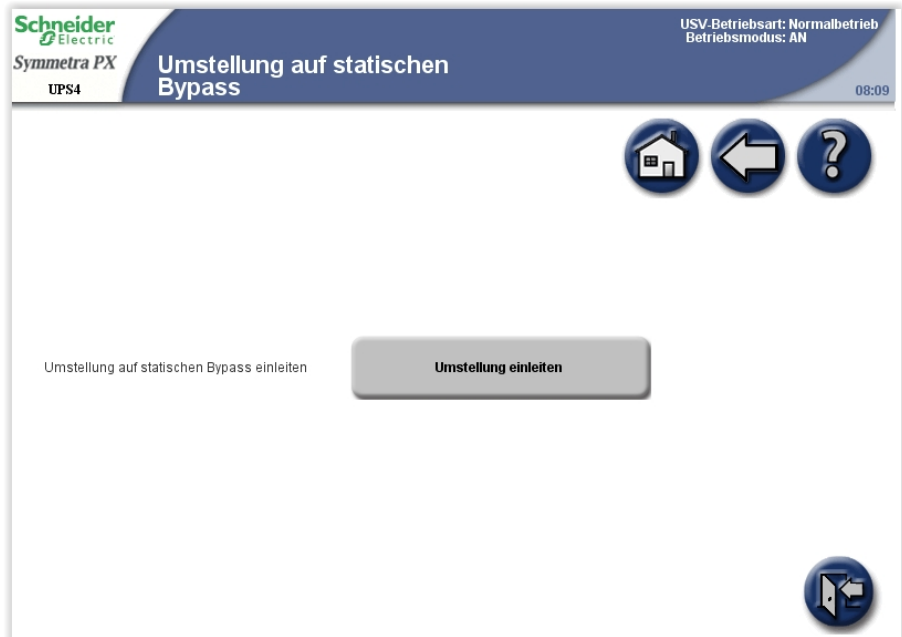 Schneider
Electric
Symmetra PX
UPS4
Umstellung auf statischen
Bypass
USV-Betriebsart: Normalbetrieb
Betriebsmodus: AN
08:09
?
Umstellung auf statischen Bypass einleiten
Umstellung einleiten